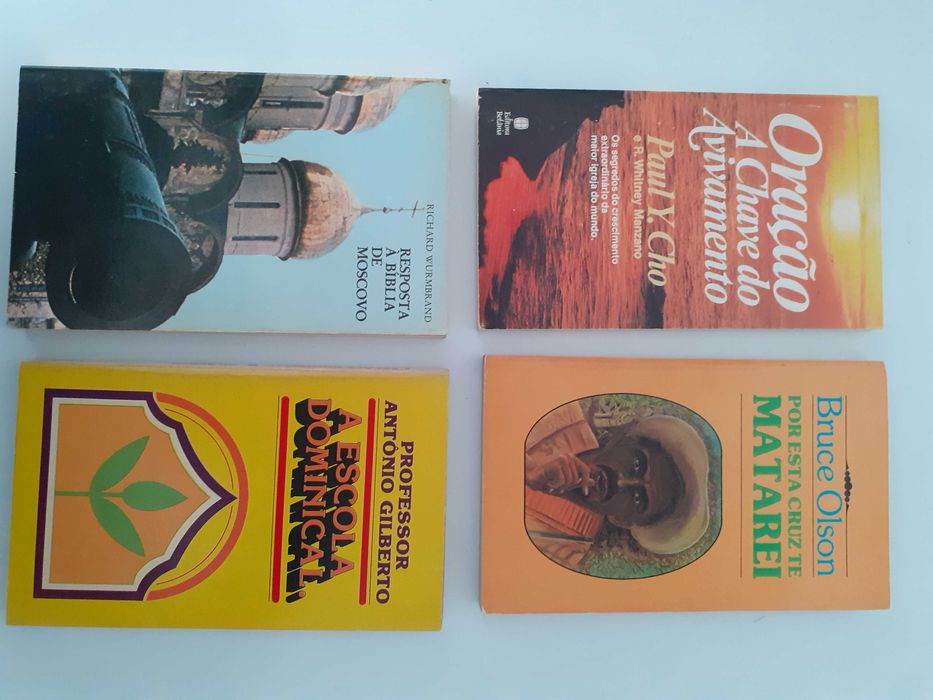 RICHARD WURMBRAND
RESPOSTA
À BÍBLIA
DE
MOSCOVO
Oração
A Chave do
Avivamento
Paul Y. Cho
e R. Whitney Manzano
Os segredos do crescimento
extraordinário da
maior igreja do mundo.
Editora
Betânia
PROFESSOR
ANTÓNIO GILBERTO
A ESCOLA
DOMINICAL
Bruce Olson
POR ESTA CRUZ TE
MATAREI